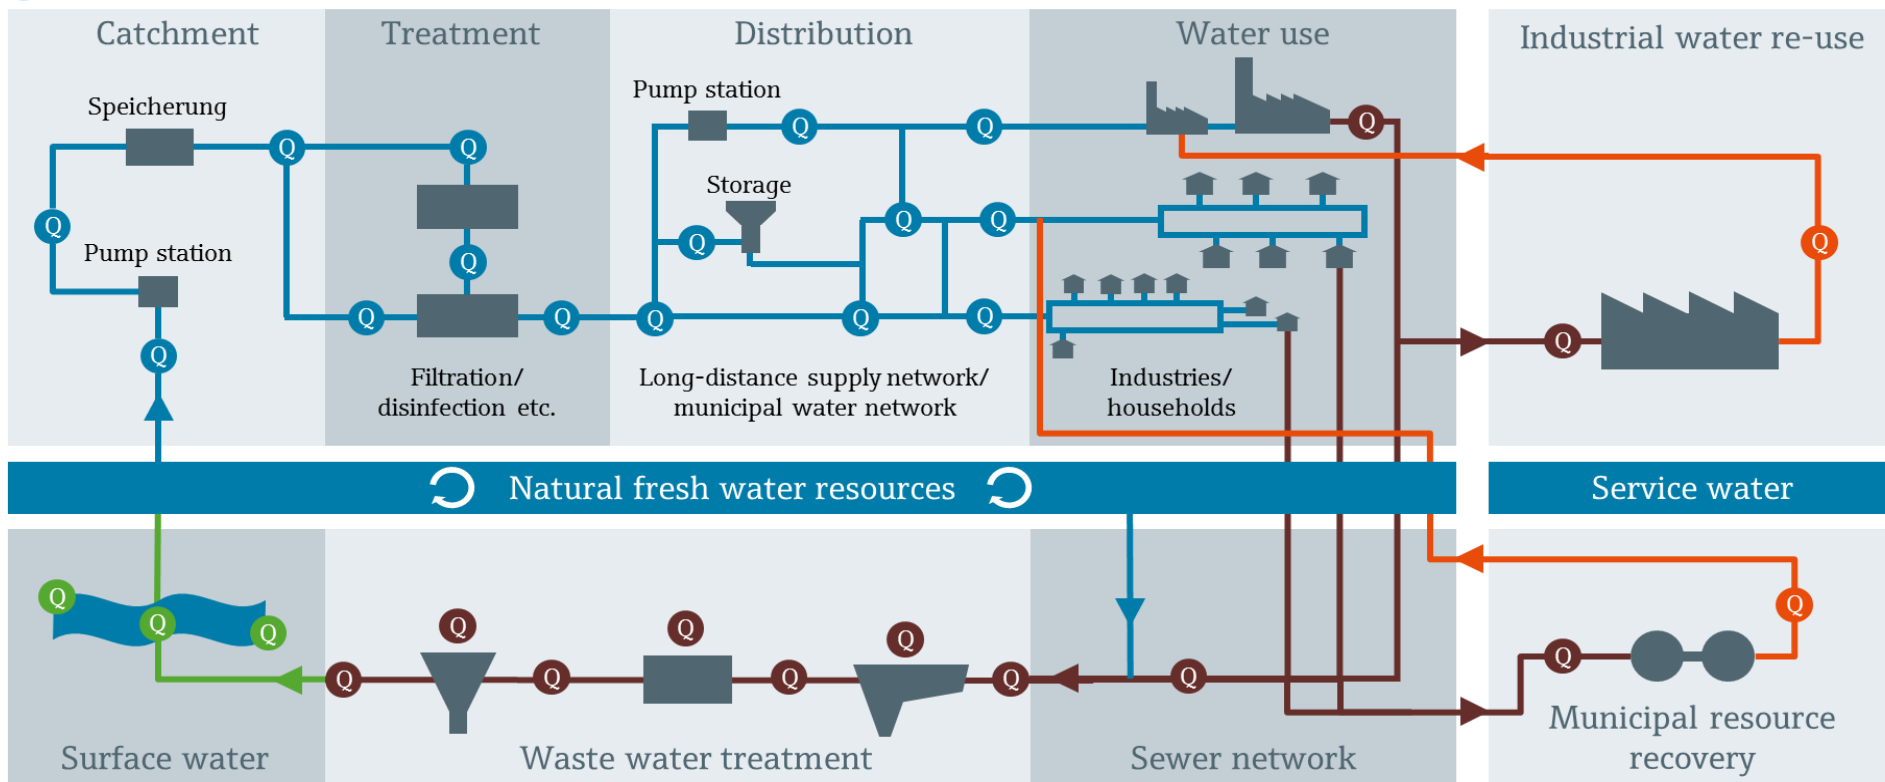 Catchment
Treatment
Distribution
Water use
Industrial water re-use
Speicherung
Q
Q
Q
Pump station
Q
Q
Q
Q
Q
Filtration/
disinfection etc.
Pump station
Q
Q
Storage
Q
Q
Q
Q
Q
Q
Long-distance supply network/
municipal water network
Q
Industries/
households
Q
Q
Natural fresh water resources
Service water
Q
Q
Q
Surface water
Q
Q
Q
Q
Q
Q
Q
Waste water treatment
Q
Sewer network
Q
Q
Municipal resource
recovery